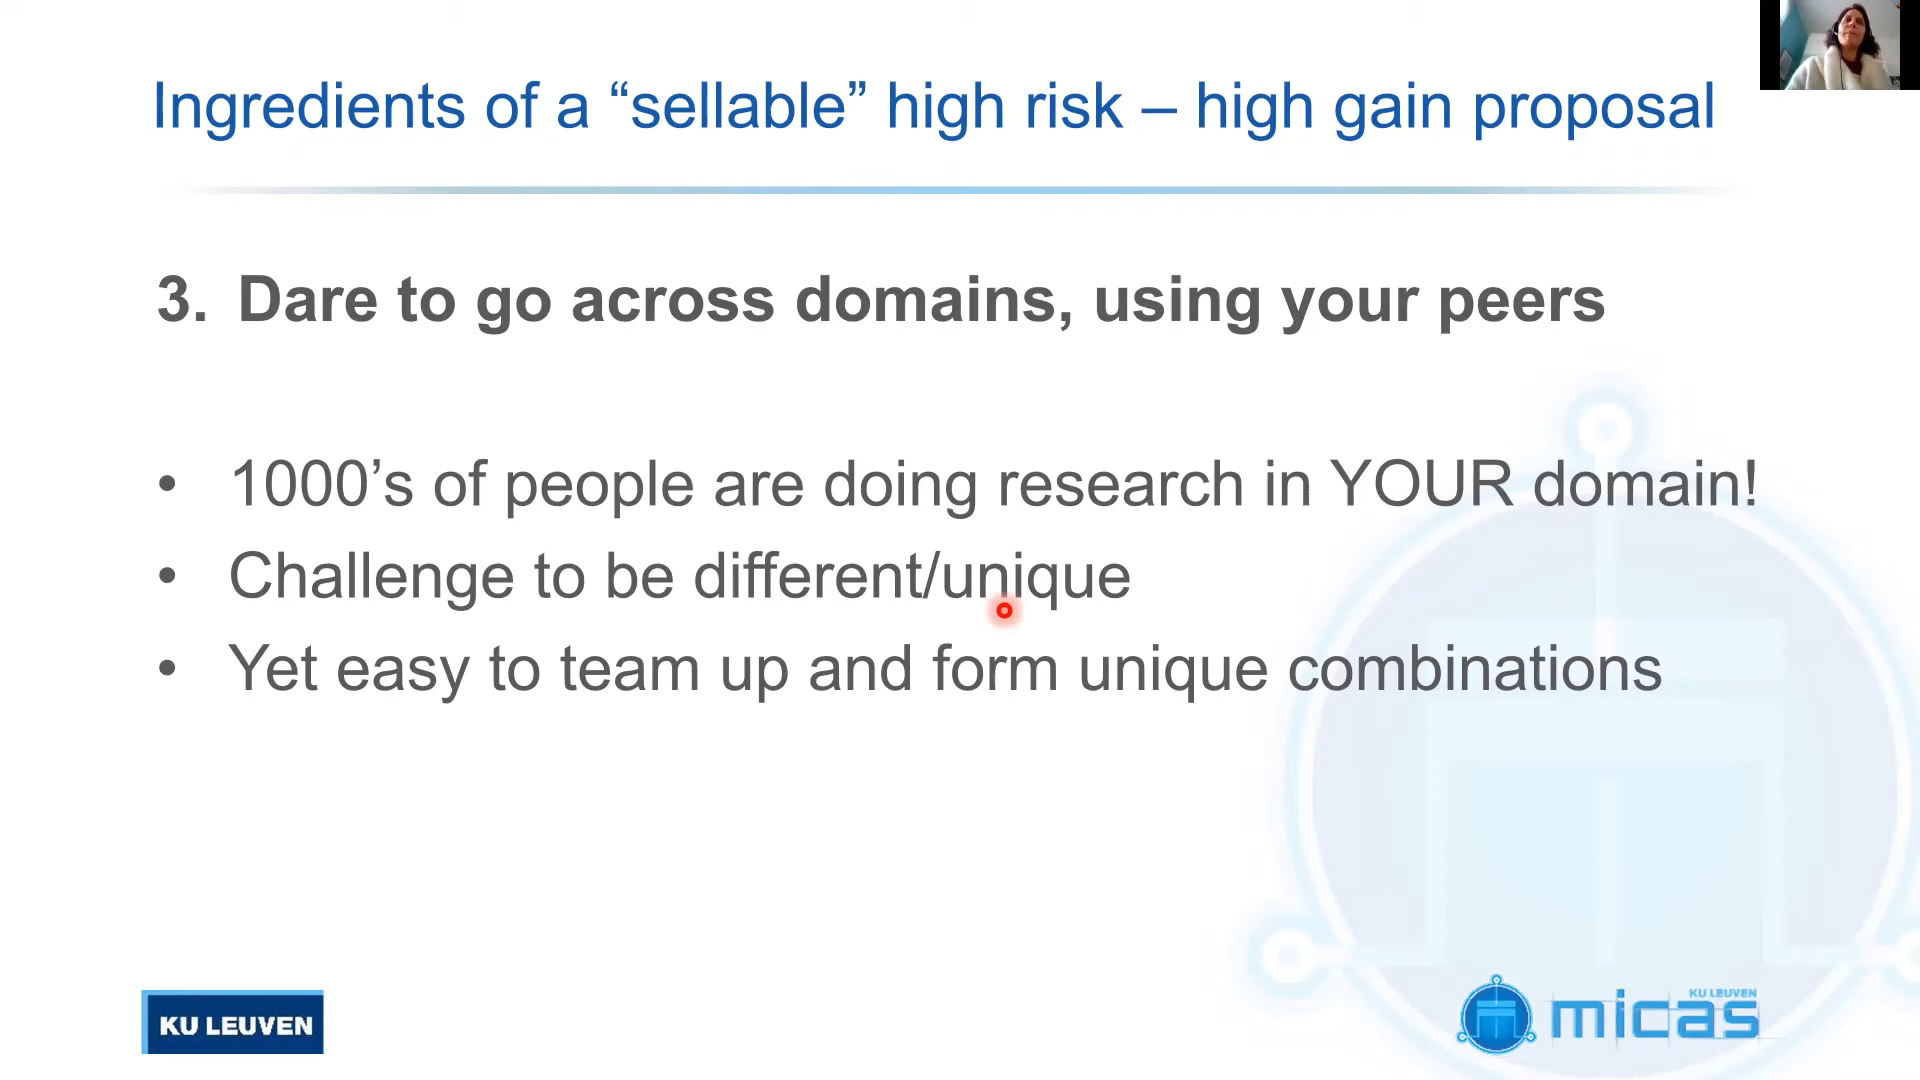 Ingredients of a “sellable” high risk – high gain proposal
3. Dare to go across domains, using your peers
• 1000’s of people are doing research in YOUR domain!
• Challenge to be different/unique
• Yet easy to team up and form unique combinations
KU LEUVEN
KU LEUVEN
micas